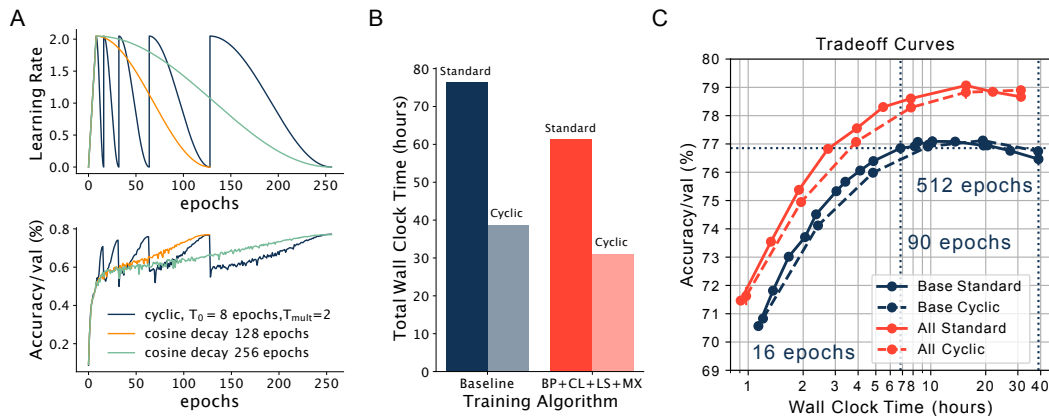 A
Learning Rate
2.0
1.5
1.0
0.5
0.0
0 50 100 150 200 250
epochs
Accuracy/val (%)
0.8
0.6
0.4
0.2
cyclic, T0 = 8 epochs,Tmult=2
cosine decay 128 epochs
cosine decay 256 epochs
0 50 100 150 200 250
epochs
B
Total Wall Clock Time (hours)
80
70
60
50
40
30
20
10
0
Standard
Cyclic
Standard
Cyclic
Baseline BP+CL+LS+MX
Training Algorithm
C
Tradeoff Curves
Accuracy/val (%)
80
79
78
77
76
75
74
73
72
71
70
69
512 epochs
90 epochs
16 epochs
Base Standard
Base Cyclic
All Standard
All Cyclic
1 2 3 4 5 6 7 8 10 20 30 40
Wall Clock Time (hours)